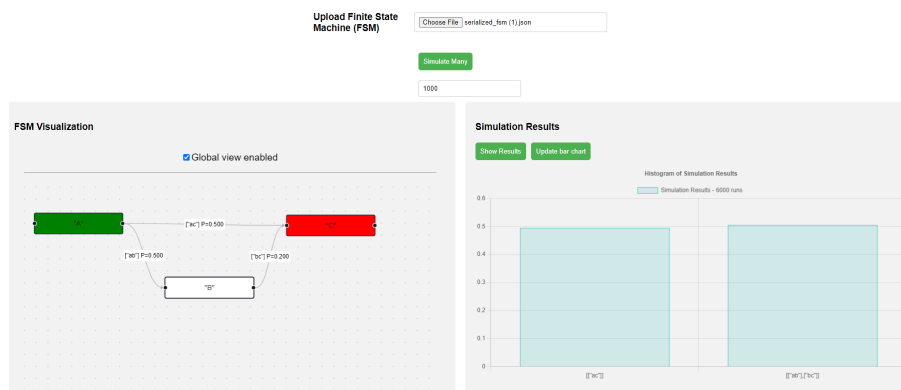 Upload Finite State
Machine (FSM)
Choose File serialized_fsm (1).json
Simulate Many
1000
FSM Visualization
Global view enabled
"A"
["ac"] P=0.500
"C"
["ab"] P=0.500
["bc"] P=0.200
"B"
Simulation Results
Show Results
Update bar chart
Histogram of Simulation Results
Simulation Results - 6000 runs
0.6
0.5
0.4
0.3
0.2
0.1
0
[["ac"]]
[["ab"],["bc"]]